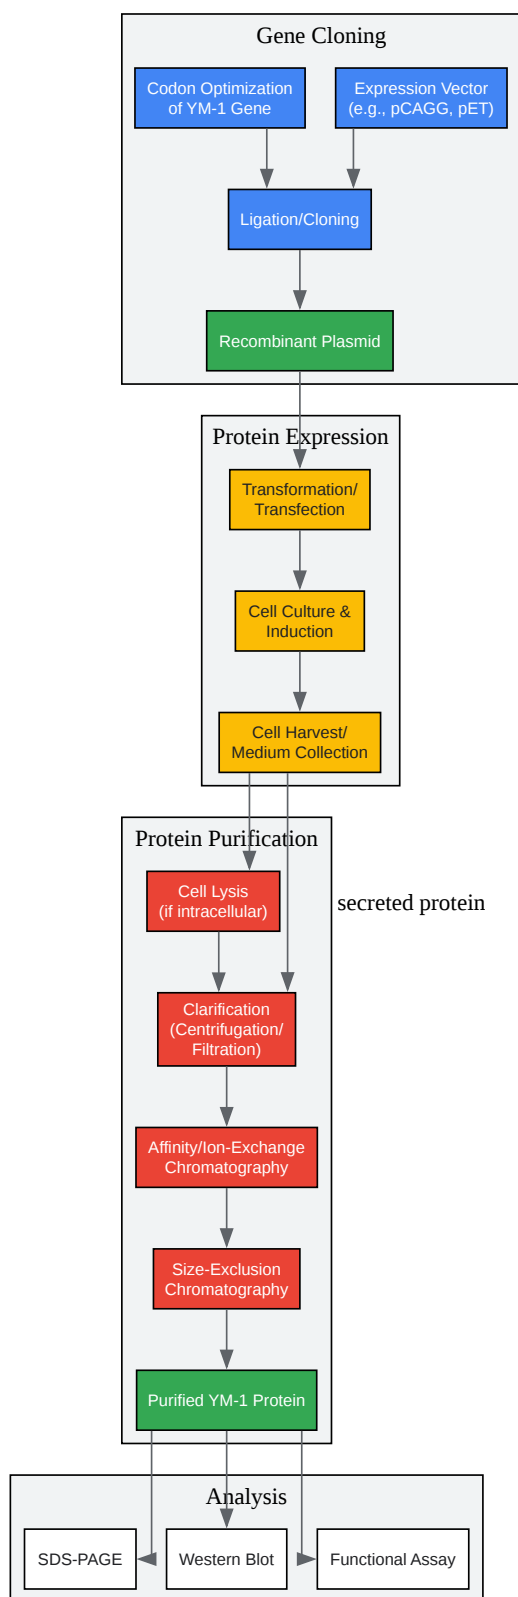 Gene Cloning
Codon Optimization
of YM-1 Gene
Expression Vector
(e.g., pCAGG, pET)
Ligation/Cloning
Recombinant Plasmid
Protein Expression
Transformation/
Transfection
Cell Culture &
Induction
Cell Harvest/
Medium Collection
Protein Purification
Cell Lysis
(if intracellular)
secreted protein
Clarification
(Centrifugation/
Filtration)
Affinity/Ion-Exchange
Chromatography
Size-Exclusion
Chromatography
Purified YM-1 Protein
Analysis
SDS-PAGE
Western Blot
Functional Assay